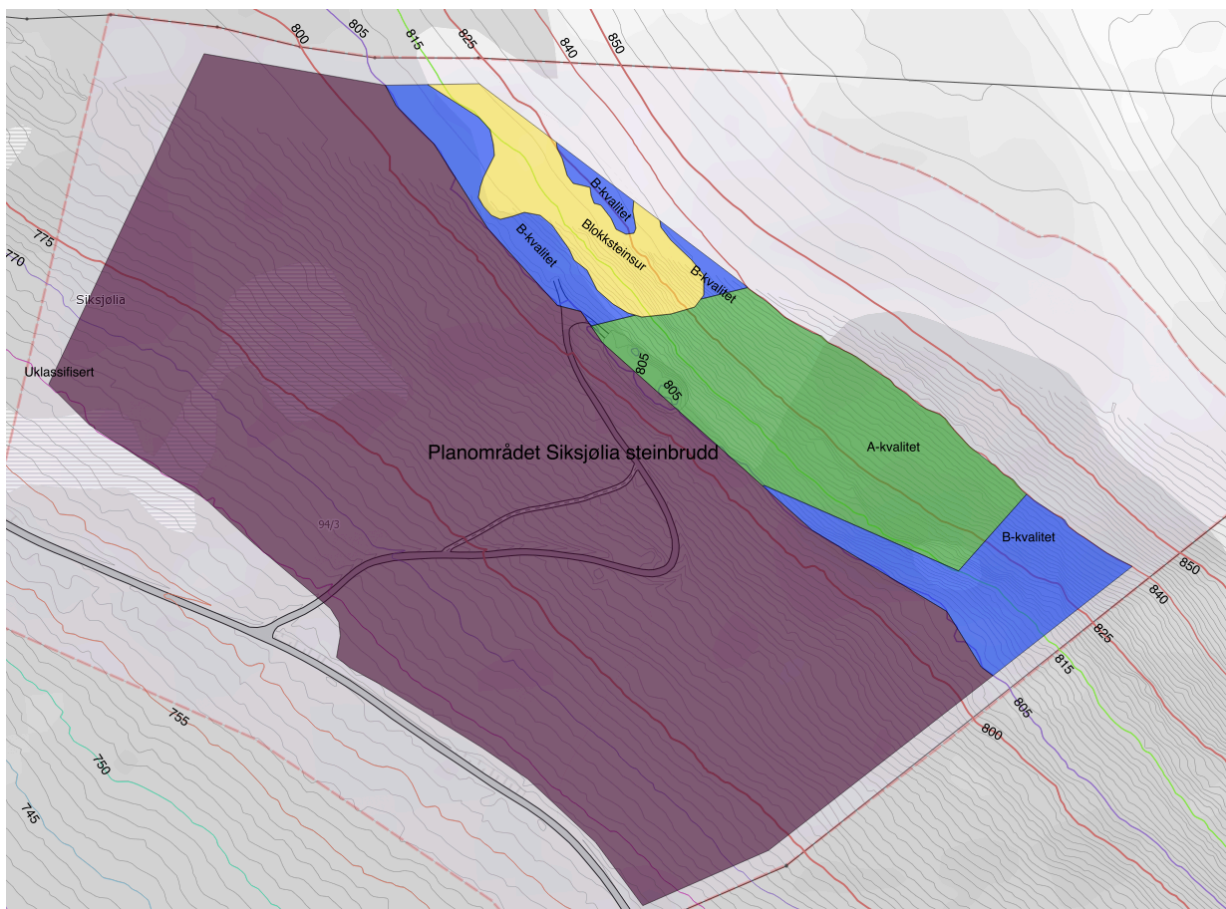 800
805
815
825
840
850
775
770
Siksjølia
Uklassifisert
B-kvalitet
Blokksteinsur
B-kvalitet
B-kvalitet
805
805
Planområdet Siksjølia steinbrudd
A-kvalitet
94/3
B-kvalitet
850
840
825
815
805
800
755
750
745